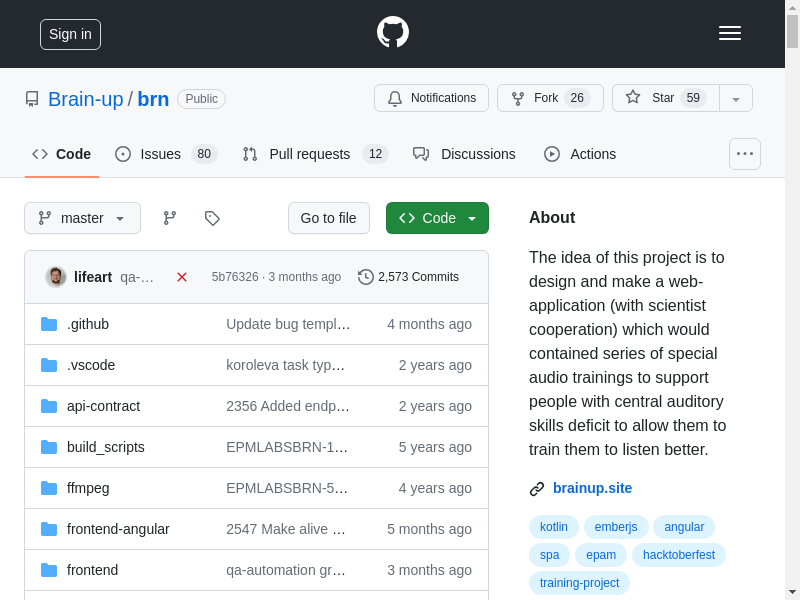 Sign in
Brain-up / brn Public
Notifications
Fork 26
Star 59
Code
Issues 80
Pull requests 12
Discussions
Actions
master
Go to file
Code
lifeart qa-… 5b76326 · 3 months ago 2,573 Commits
.github Update bug templ… 4 months ago
.vscode koroleva task typ… 2 years ago
api-contract 2356 Added endp… 2 years ago
build_scripts EPMLABSBRN-1… 5 years ago
ffmpeg EPMLABSBRN-5… 4 years ago
frontend-angular 2547 Make alive … 5 months ago
frontend qa-automation gr… 3 months ago
About
The idea of this project is to
design and make a web-
application (with scientist
cooperation) which would
contained series of special
audio trainings to support
people with central auditory
skills deficit to allow them to
train them to listen better.
brainup.site
kotlin emberjs angular
spa epam hacktoberfest
training-project